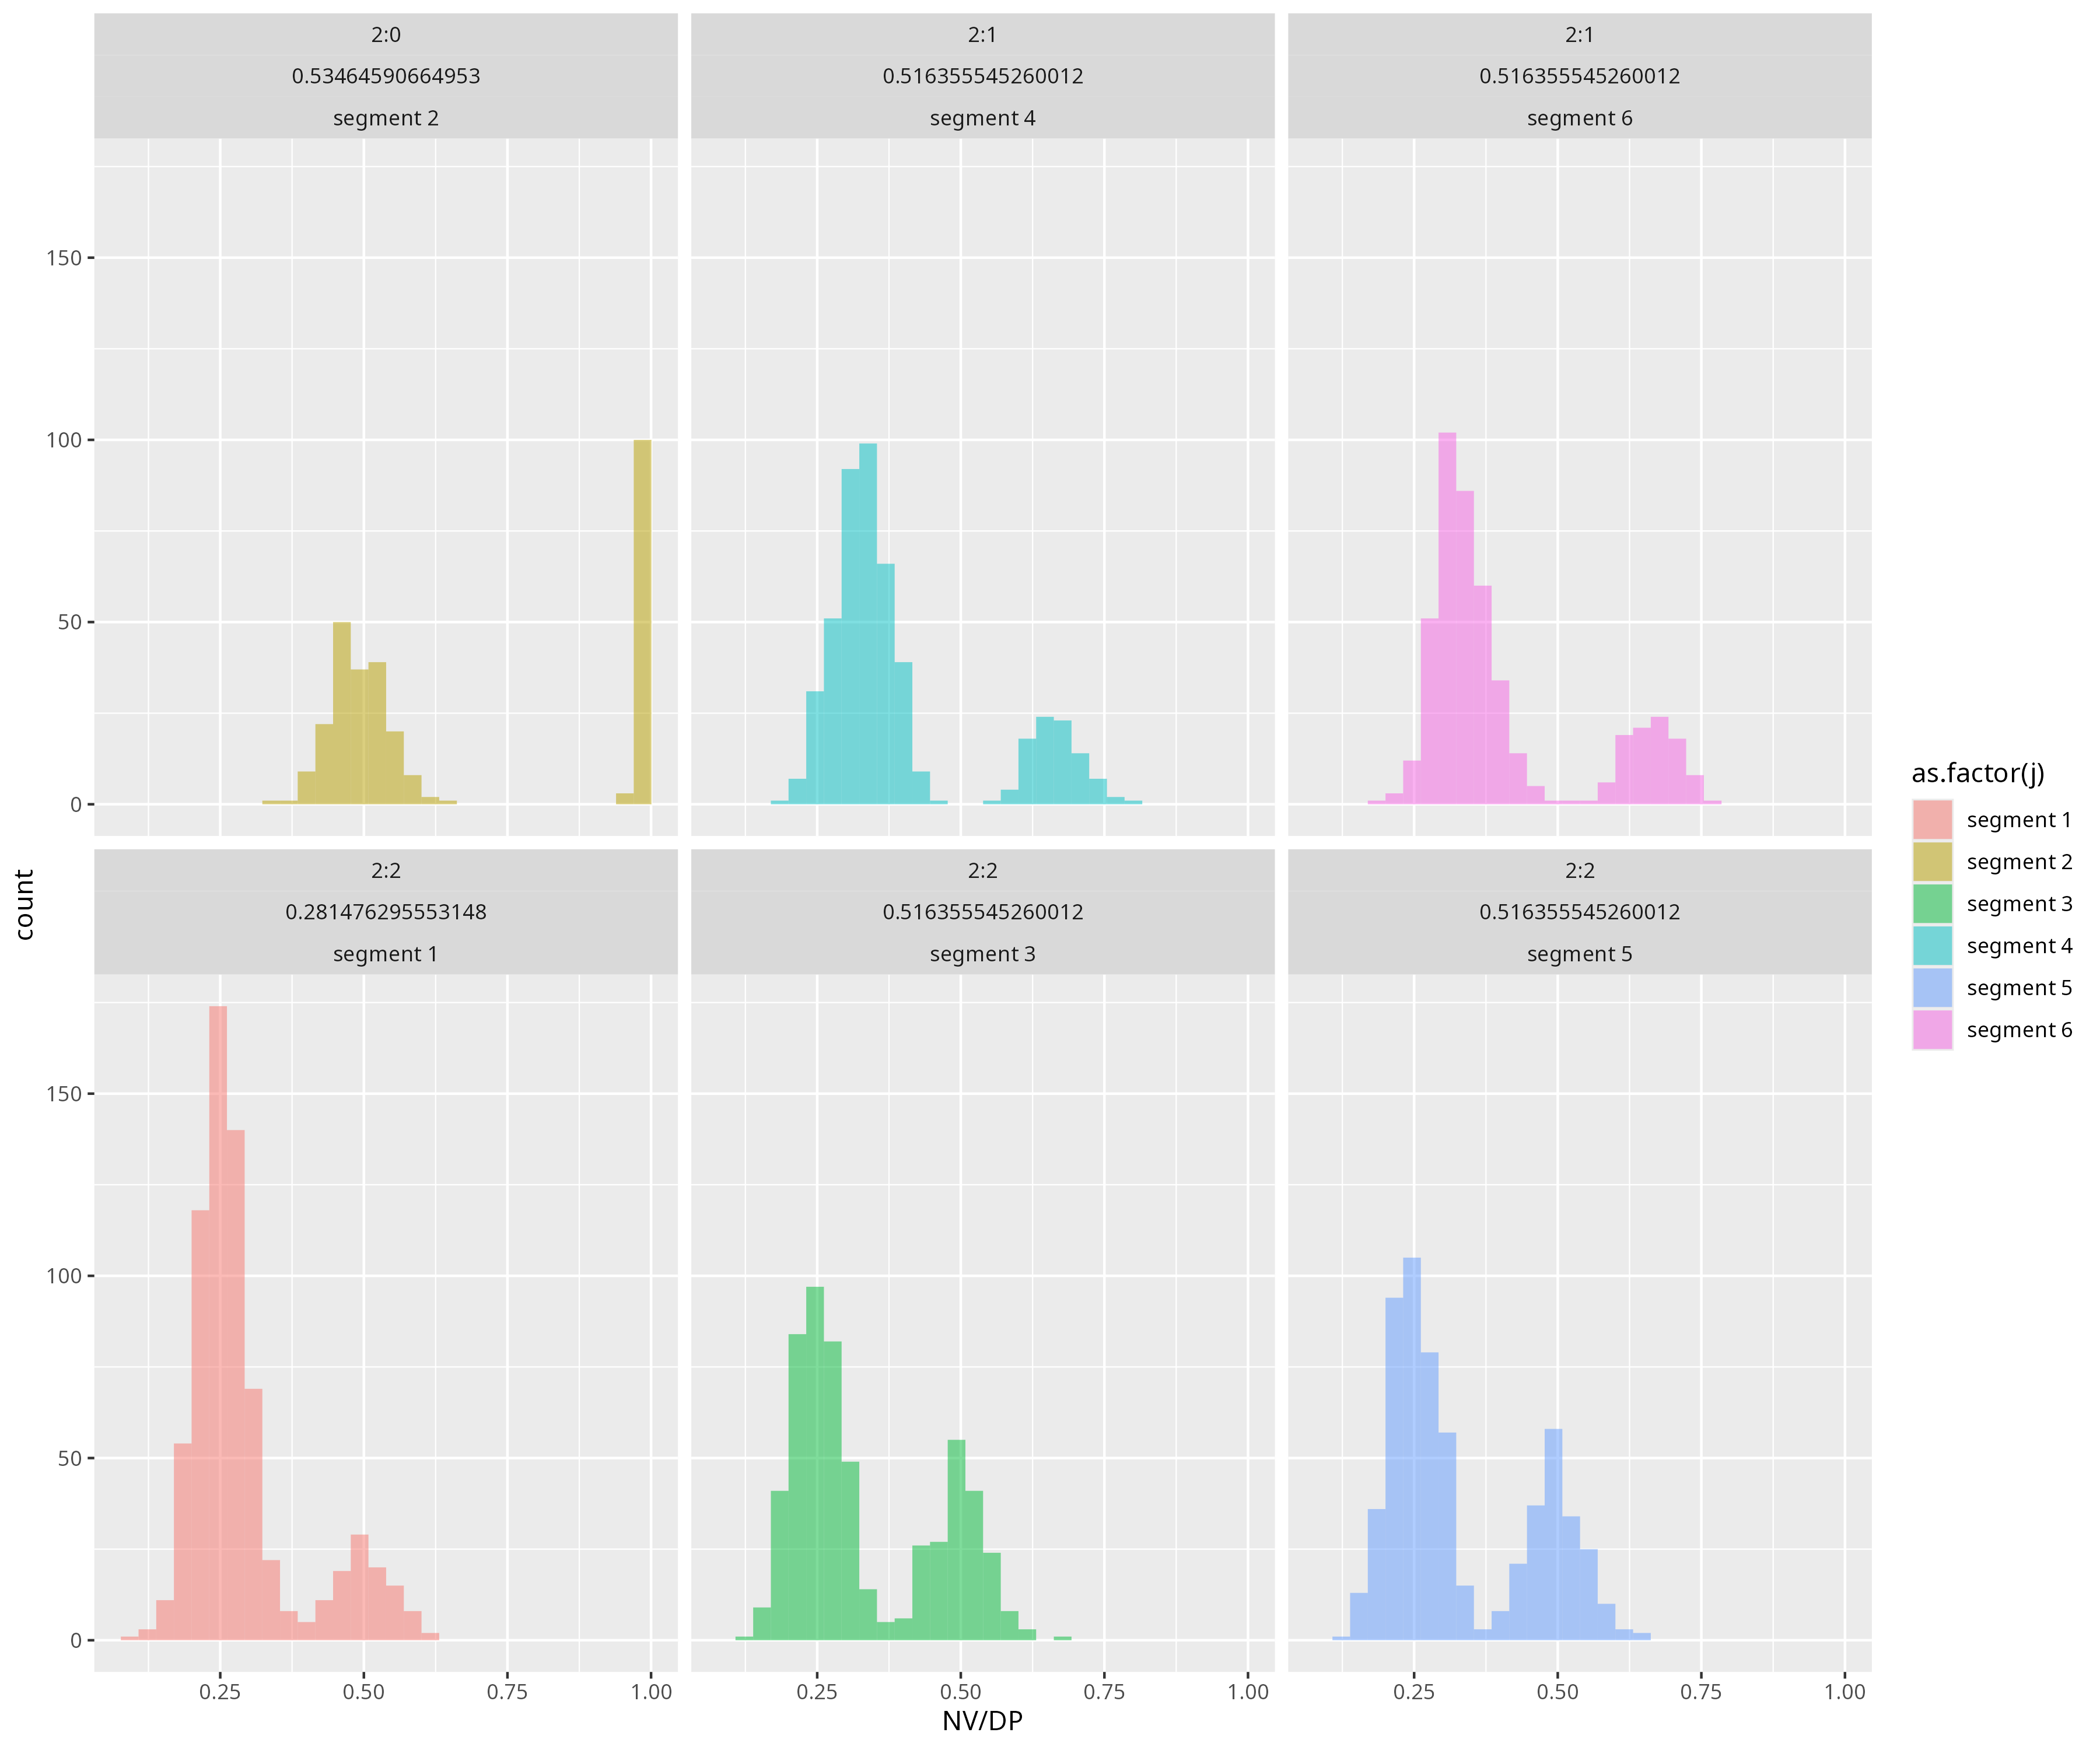 2:0
0.53464590664953
segment 2
2:1
0.516355545260012
segment 4
2:1
0.516355545260012
segment 6
150
100
50
0
2:2
0.281476295553148
segment 1
2:2
0.516355545260012
segment 3
2:2
0.516355545260012
segment 5
150
100
50
0
0.25 0.50 0.75 1.00
0.25 0.50 0.75 1.00
0.25 0.50 0.75 1.00
NV/DP
count
as.factor(j)
segment 1
segment 2
segment 3
segment 4
segment 5
segment 6